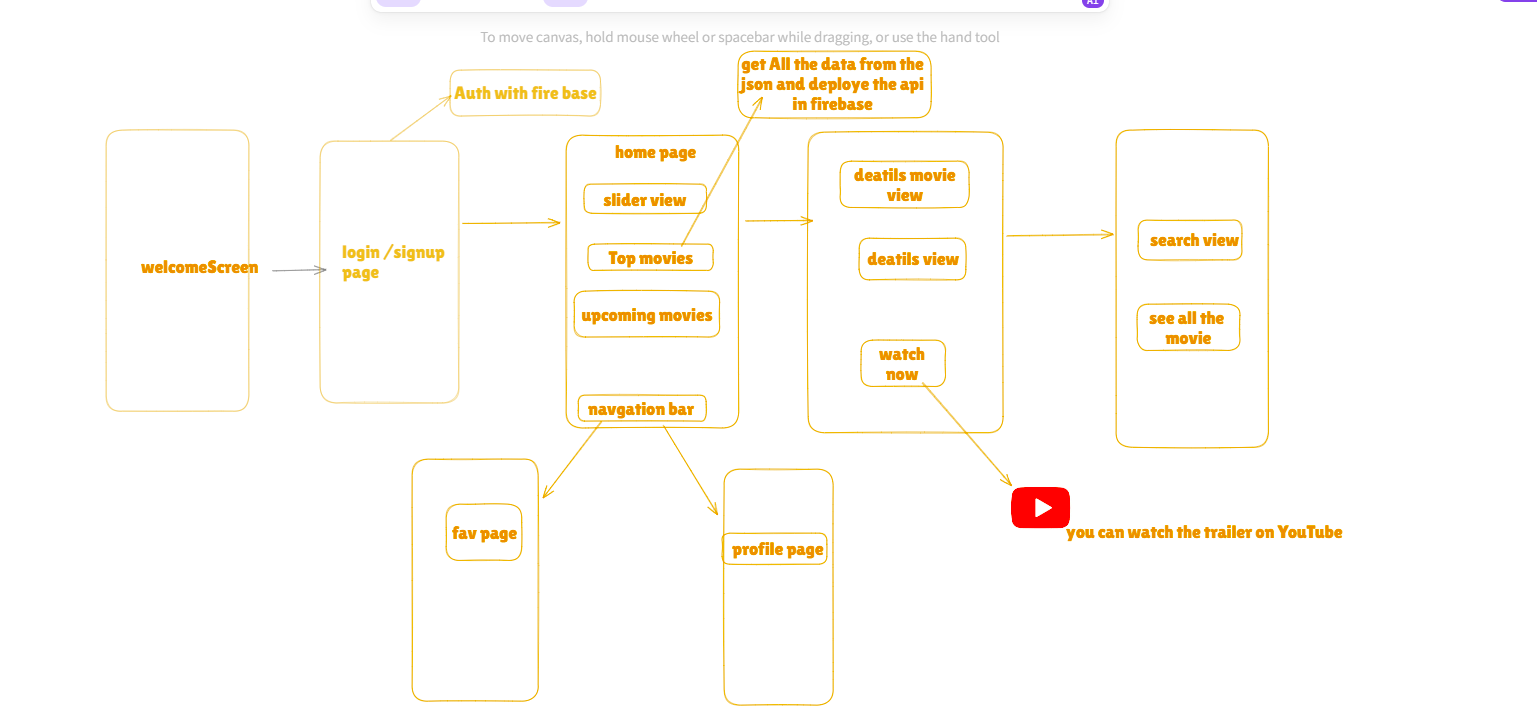 AI
To move canvas, hold mouse wheel or spacebar while dragging, or use the hand tool
get All the data from the
json and deploye the api
in firebase
Auth with fire base
welcomeScreen
login /signup
page
home page
slider view
Top movies
upcoming movies
navgation bar
deatils movie
view
deatils view
watch
now
search view
see all the
movie
fav page
profile page
you can watch the trailer on YouTube